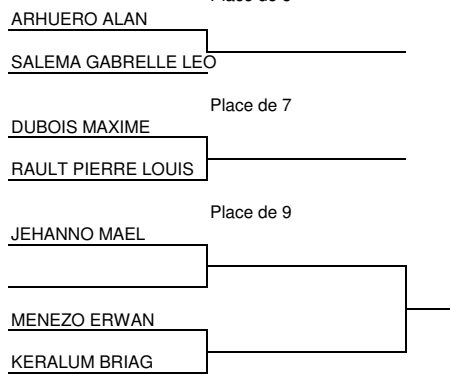 ARHUERO ALAN
SALEMA GABRELLE LEO
Place de 7
DUBOIS MAXIME
RAULT PIERRE LOUIS
Place de 9
JEHANNO MAEL
MENEZO ERWAN
KERALUM BRIAG